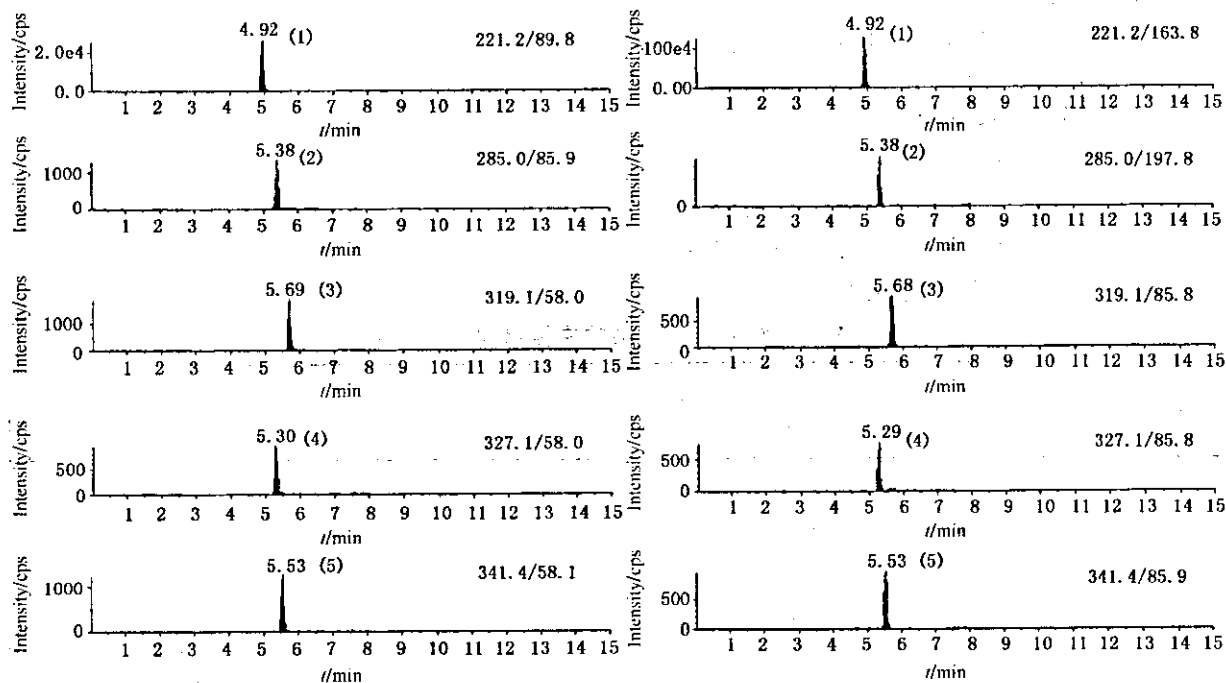 Intensity/cps
2.0e4
0.0
4.92 (1)
221.2/89.8
1 2 3 4 5 6 7 8 9 10 11 12 13 14 15
t/min
Intensity/cps
100e4
0.00
4.92 (1)
221.2/163.8
1 2 3 4 5 6 7 8 9 10 11 12 13 14 15
t/min
Intensity/cps
1000
0
5.38 (2)
285.0/85.9
1 2 3 4 5 6 7 8 9 10 11 12 13 14 15
t/min
Intensity/cps
0
5.38 (2)
285.0/197.8
1 2 3 4 5 6 7 8 9 10 11 12 13 14 15
t/min
Intensity/cps
1000
0
5.69 (3)
319.1/58.0
1 2 3 4 5 6 7 8 9 10 11 12 13 14 15
t/min
Intensity/cps
500
0
5.68 (3)
319.1/85.8
1 2 3 4 5 6 7 8 9 10 11 12 13 14 15
t/min
Intensity/cps
500
0
5.30 (4)
327.1/58.0
1 2 3 4 5 6 7 8 9 10 11 12 13 14 15
t/min
Intensity/cps
500
0
5.29 (4)
327.1/85.8
1 2 3 4 5 6 7 8 9 10 11 12 13 14 15
t/min
Intensity/cps
1000
0
5.53 (5)
341.4/58.1
1 2 3 4 5 6 7 8 9 10 11 12 13 14 15
t/min
Intensity/cps
500
0
5.53 (5)
341.4/85.9
1 2 3 4 5 6 7 8 9 10 11 12 13 14 15
t/min